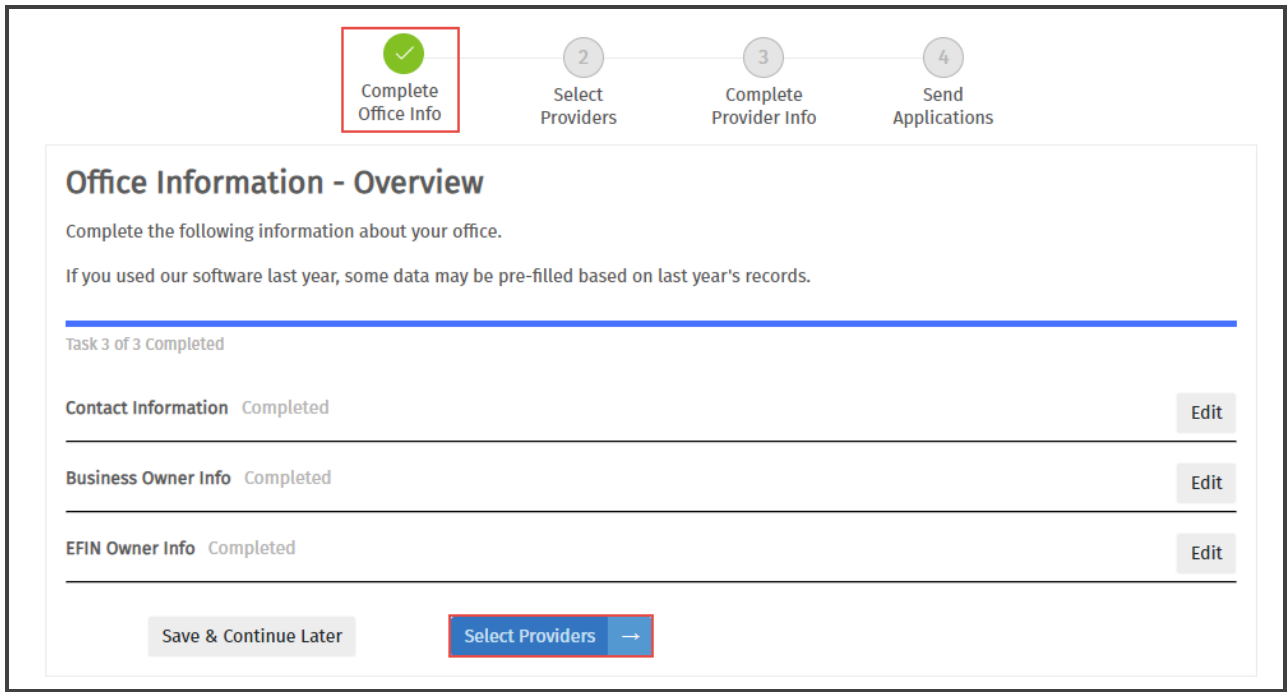 2
3
4
Complete
Office Info
Select
Providers
Complete
Provider Info
Send
Applications
Office Information - Overview
Complete the following information about your office.
If you used our software last year, some data may be pre-filled based on last year's records.
Task 3 of 3 Completed
Contact Information Completed
Edit
Business Owner Info Completed
Edit
EFIN Owner Info Completed
Edit
Save & Continue Later
Select Providers →